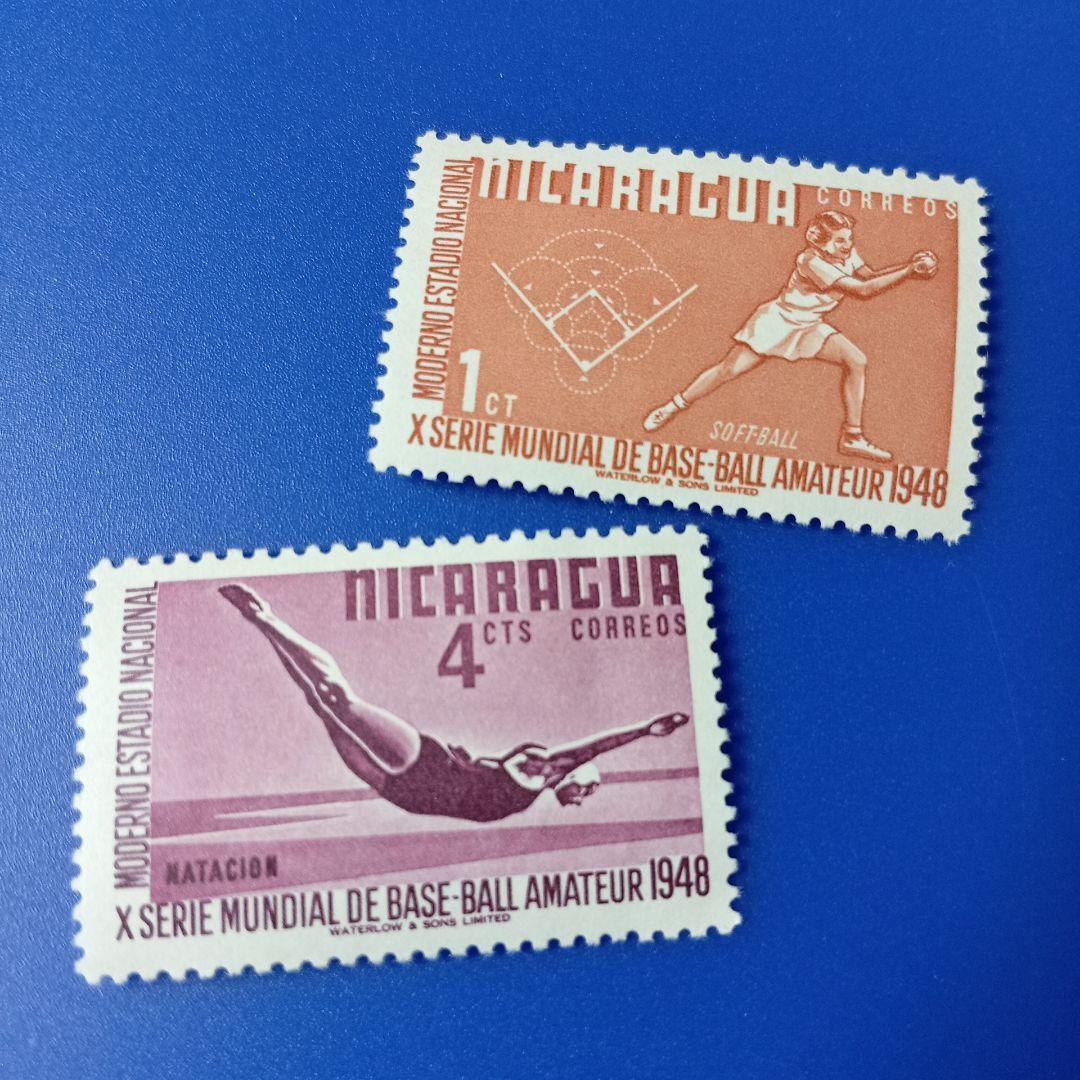 NICARAGUA
CORREOS
MODERNO ESTADIO NACIONAL
1 CT
SOFT-BALL
X SERIE MUNDIAL DE BASE-BALL AMATEUR 1948
WATERLOW & SONS LIMITED
NICARAGUA
4 CTS CORREOS
MODERNO ESTADIO NACIONAL
NATACION
X SERIE MUNDIAL DE BASE-BALL AMATEUR 1948
WATERLOW & SONS LIMITED